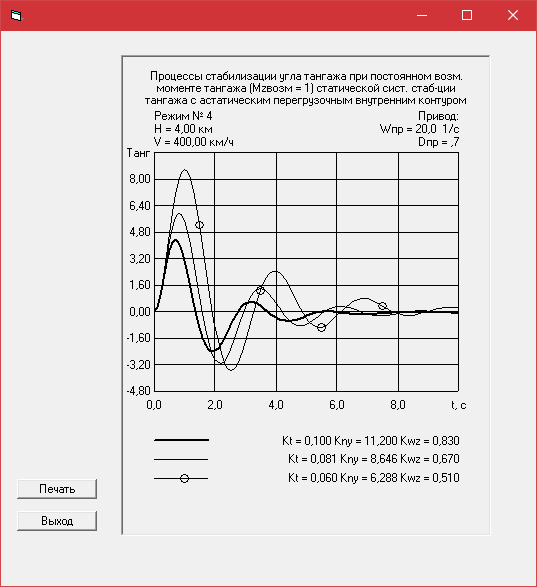 Процессы стабилизации угла тангажа при постоянном возм.
моменте тангажа (Mzвозм = 1) статической сист. стаб-ции
тангажа с астатическим перегрузочным внутренним контуром
Режим № 4 Привод:
H = 4,00 км Wпр = 20,0 1/с
V = 400,00 км/ч Dпр = ,7
Танг
8,00
6,40
4,80
3,20
1,60
0,00
-1,60
-3,20
-4,80
0,0 2,0 4,0 6,0 8,0 t, с
Kt = 0,100 Kny = 11,200 Kwz = 0,830
Kt = 0,081 Kny = 8,646 Kwz = 0,670
Kt = 0,060 Kny = 6,288 Kwz = 0,510
Печать
Выход